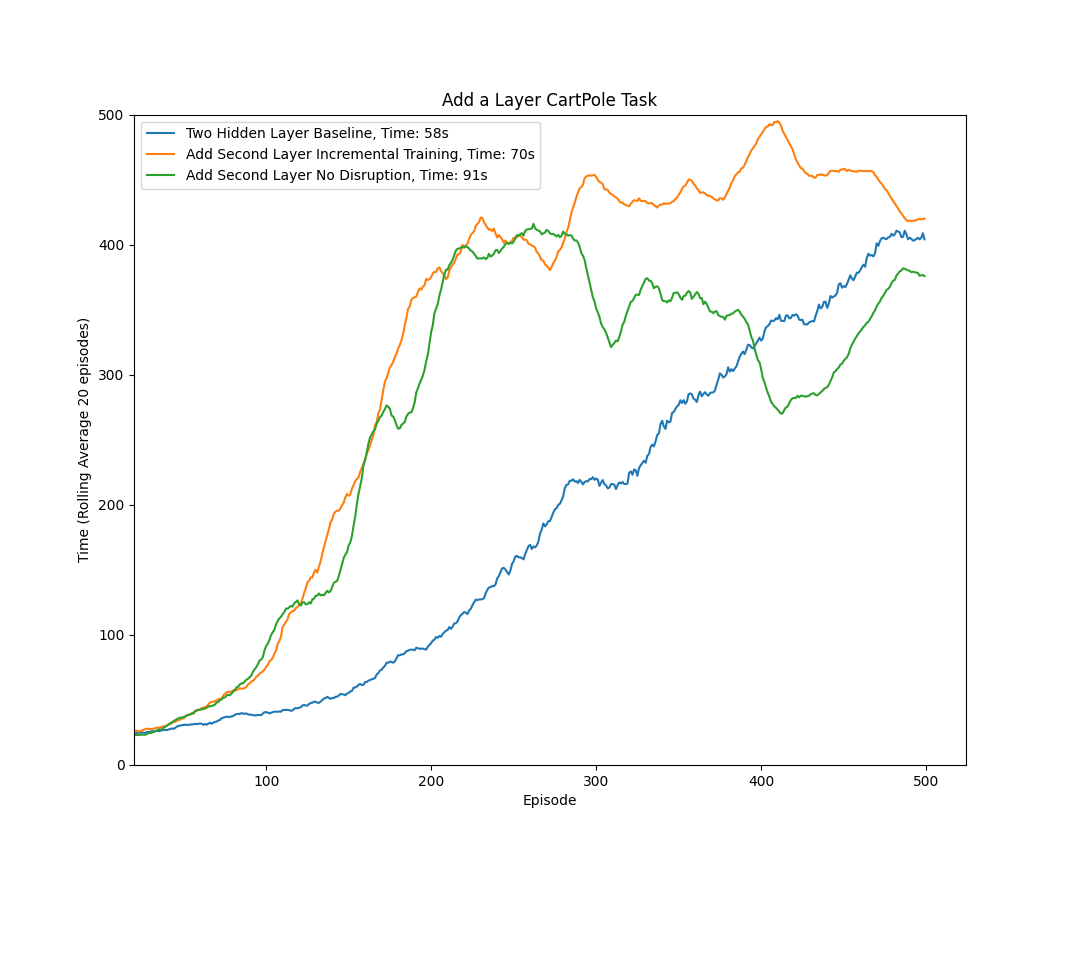 Add a Layer CartPole Task
500
400
300
200
100
0
Time (Rolling Average 20 episodes)
Two Hidden Layer Baseline, Time: 58s
Add Second Layer Incremental Training, Time: 70s
Add Second Layer No Disruption, Time: 91s
100 200 300 400 500
Episode